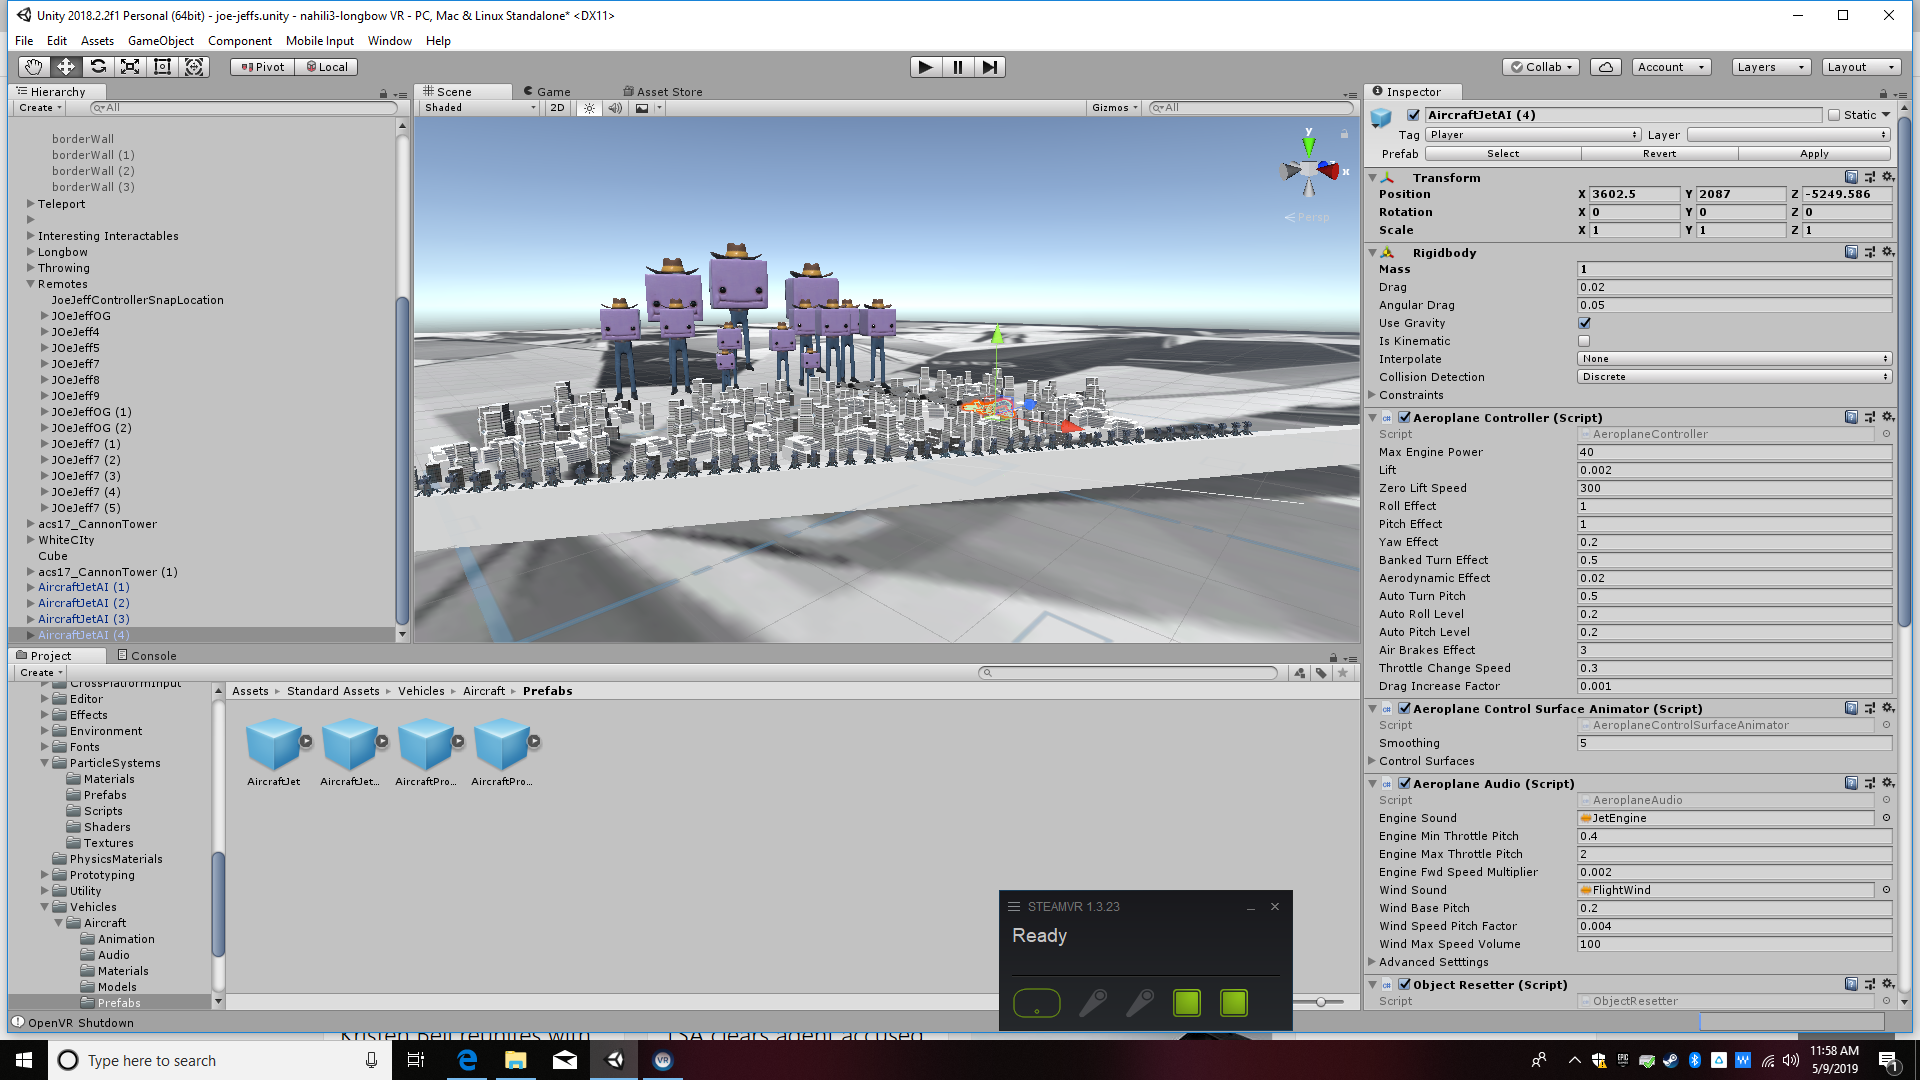 Unity 2018.2.2f1 Personal (64bit) - joe-jeffs.unity - nahili3-longbow VR - PC, Mac & Linux Standalone* <DX11>
File Edit Assets GameObject Component Mobile Input Window Help
Pivot Local Collab Account Layers Layout
Hierarchy
Create All
borderWall
borderWall (1)
borderWall (2)
borderWall (3)
Teleport
Interesting Interactables
Longbow
Throwing
Remotes
JoeJeffControllerSnapLocation
JOeJeffOG
JOeJeff4
JOeJeff5
JOeJeff7
JOeJeff8
JOeJeff9
JOeJeffOG (1)
JOeJeffOG (2)
JOeJeff7 (1)
JOeJeff7 (2)
JOeJeff7 (3)
JOeJeff7 (4)
JOeJeff7 (5)
acs17_CannonTower
WhiteCIty
Cube
acs17_CannonTower (1)
AircraftJetAI (1)
AircraftJetAI (2)
AircraftJetAI (3)
AircraftJetAI (4)
Scene Game Asset Store
Shaded 2D Gizmos All
y
x
Persp
Project Console
Create
CrossPlatformInput
Editor
Effects
Environment
Fonts
ParticleSystems
Materials
Prefabs
Scripts
Shaders
Textures
PhysicsMaterials
Prototyping
Utility
Vehicles
Aircraft
Animation
Audio
Materials
Models
Prefabs
Assets Standard Assets Vehicles Aircraft Prefabs
AircraftJet AircraftJet... AircraftPro... AircraftPro...
Inspector
AircraftJetAI (4) Static
Tag Player Layer
Prefab Select Revert Apply
Transform
Position X 3602.5 Y 2087 Z -5249.586
Rotation X 0 Y 0 Z 0
Scale X 1 Y 1 Z 1
Rigidbody
Mass 1
Drag 0.02
Angular Drag 0.05
Use Gravity
Is Kinematic
Interpolate None
Collision Detection Discrete
Constraints
Aeroplane Controller (Script)
Script AeroplaneController
Max Engine Power 40
Lift 0.002
Zero Lift Speed 300
Roll Effect 1
Pitch Effect 1
Yaw Effect 0.2
Banked Turn Effect 0.5
Aerodynamic Effect 0.02
Auto Turn Pitch 0.5
Auto Roll Level 0.2
Auto Pitch Level 0.2
Air Brakes Effect 3
Throttle Change Speed 0.3
Drag Increase Factor 0.001
Aeroplane Control Surface Animator (Script)
Script AeroplaneControlSurfaceAnimator
Smoothing 5
Control Surfaces
Aeroplane Audio (Script)
Script AeroplaneAudio
Engine Sound JetEngine
Engine Min Throttle Pitch 0.4
Engine Max Throttle Pitch 2
Engine Fwd Speed Multiplier 0.002
Wind Sound FlightWind
Wind Base Pitch 0.2
Wind Speed Pitch Factor 0.004
Wind Max Speed Volume 100
Advanced Setttings
Object Resetter (Script)
Script ObjectResetter
STEAMVR 1.3.23
Ready
OpenVR Shutdown
Kristen Bell reunites with TSA clears agent accused
Type here to search
11:58 AM
5/9/2019
1